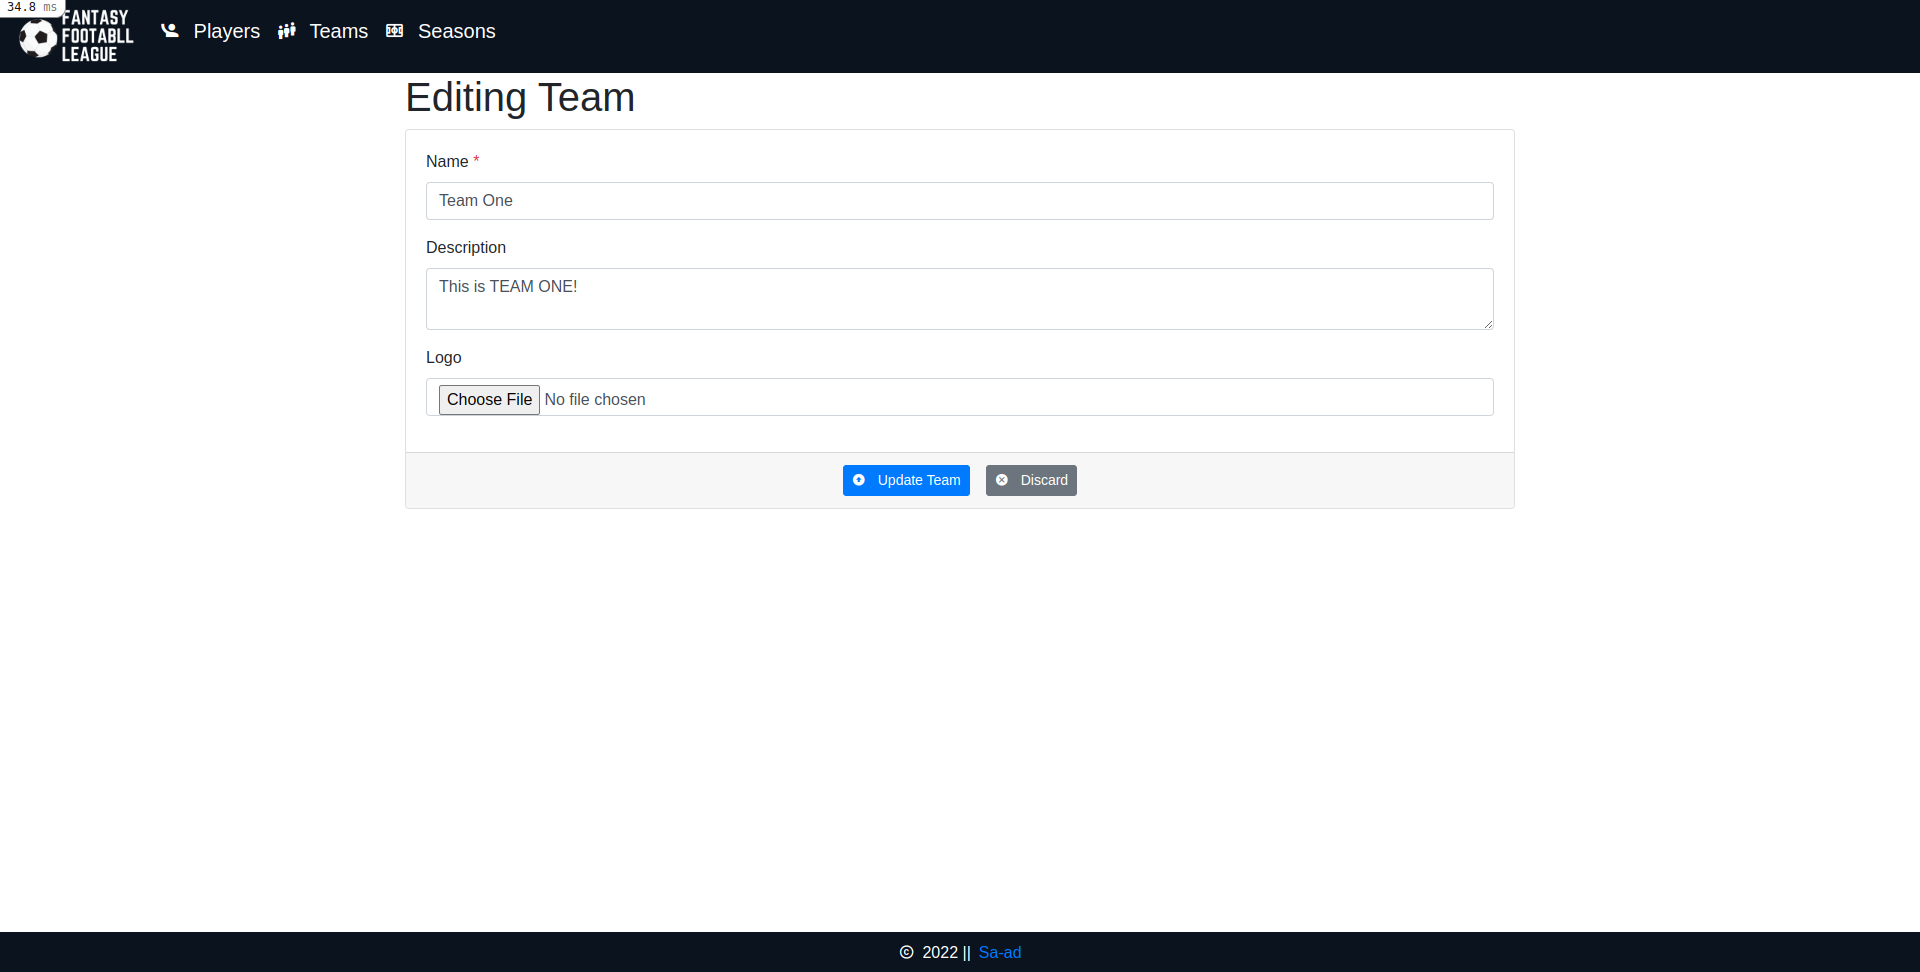 34.8 ms
FANTASY
FOOTABLL
LEAGUE
Players Teams Seasons
Editing Team
Name *
Team One
Description
This is TEAM ONE!
Logo
Choose File No file chosen
Update Team Discard
© 2022 || Sa-ad